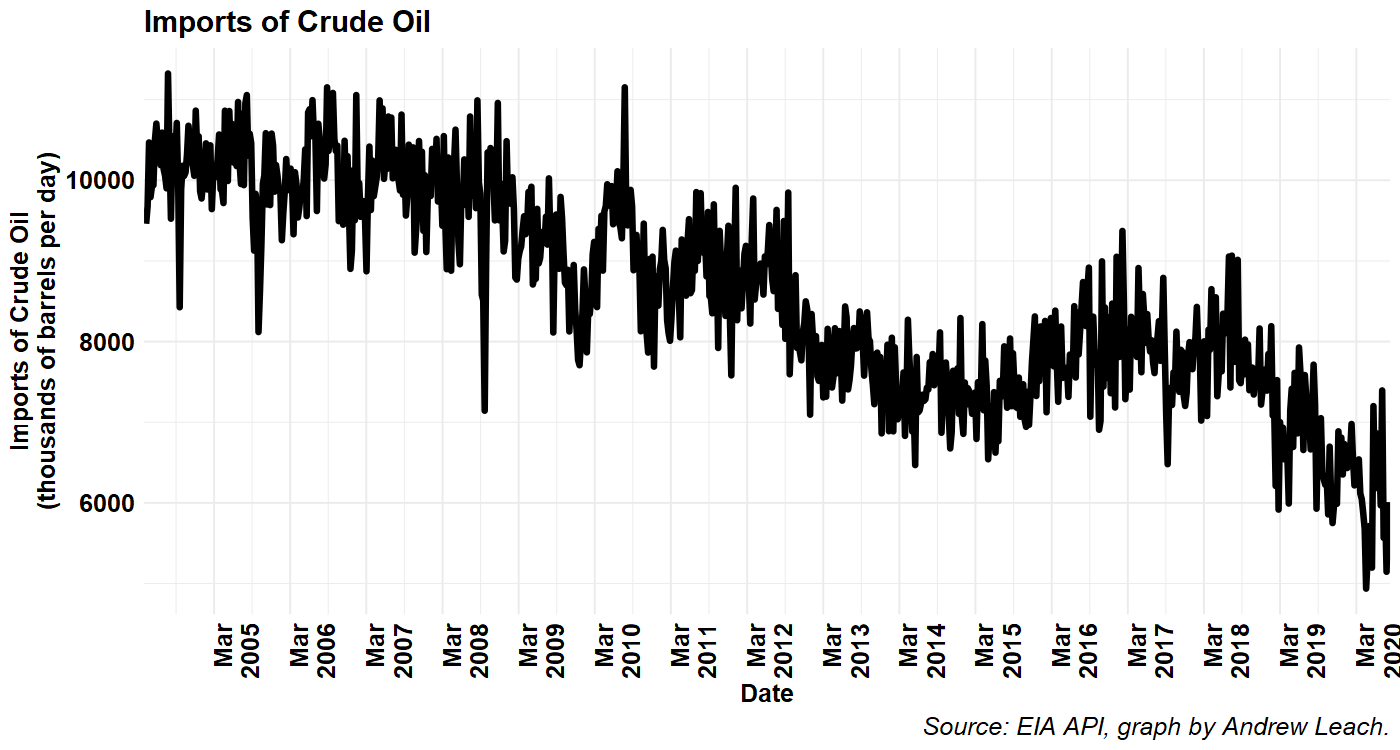 Imports of Crude Oil
Imports of Crude Oil
(thousands of barrels per day)
10000
8000
6000
Mar
2005
Mar
2006
Mar
2007
Mar
2008
Mar
2009
Mar
2010
Mar
2011
Mar
2012
Mar
2013
Mar
2014
Mar
2015
Mar
2016
Mar
2017
Mar
2018
Mar
2019
Mar
2020
Date
Source: EIA API, graph by Andrew Leach.